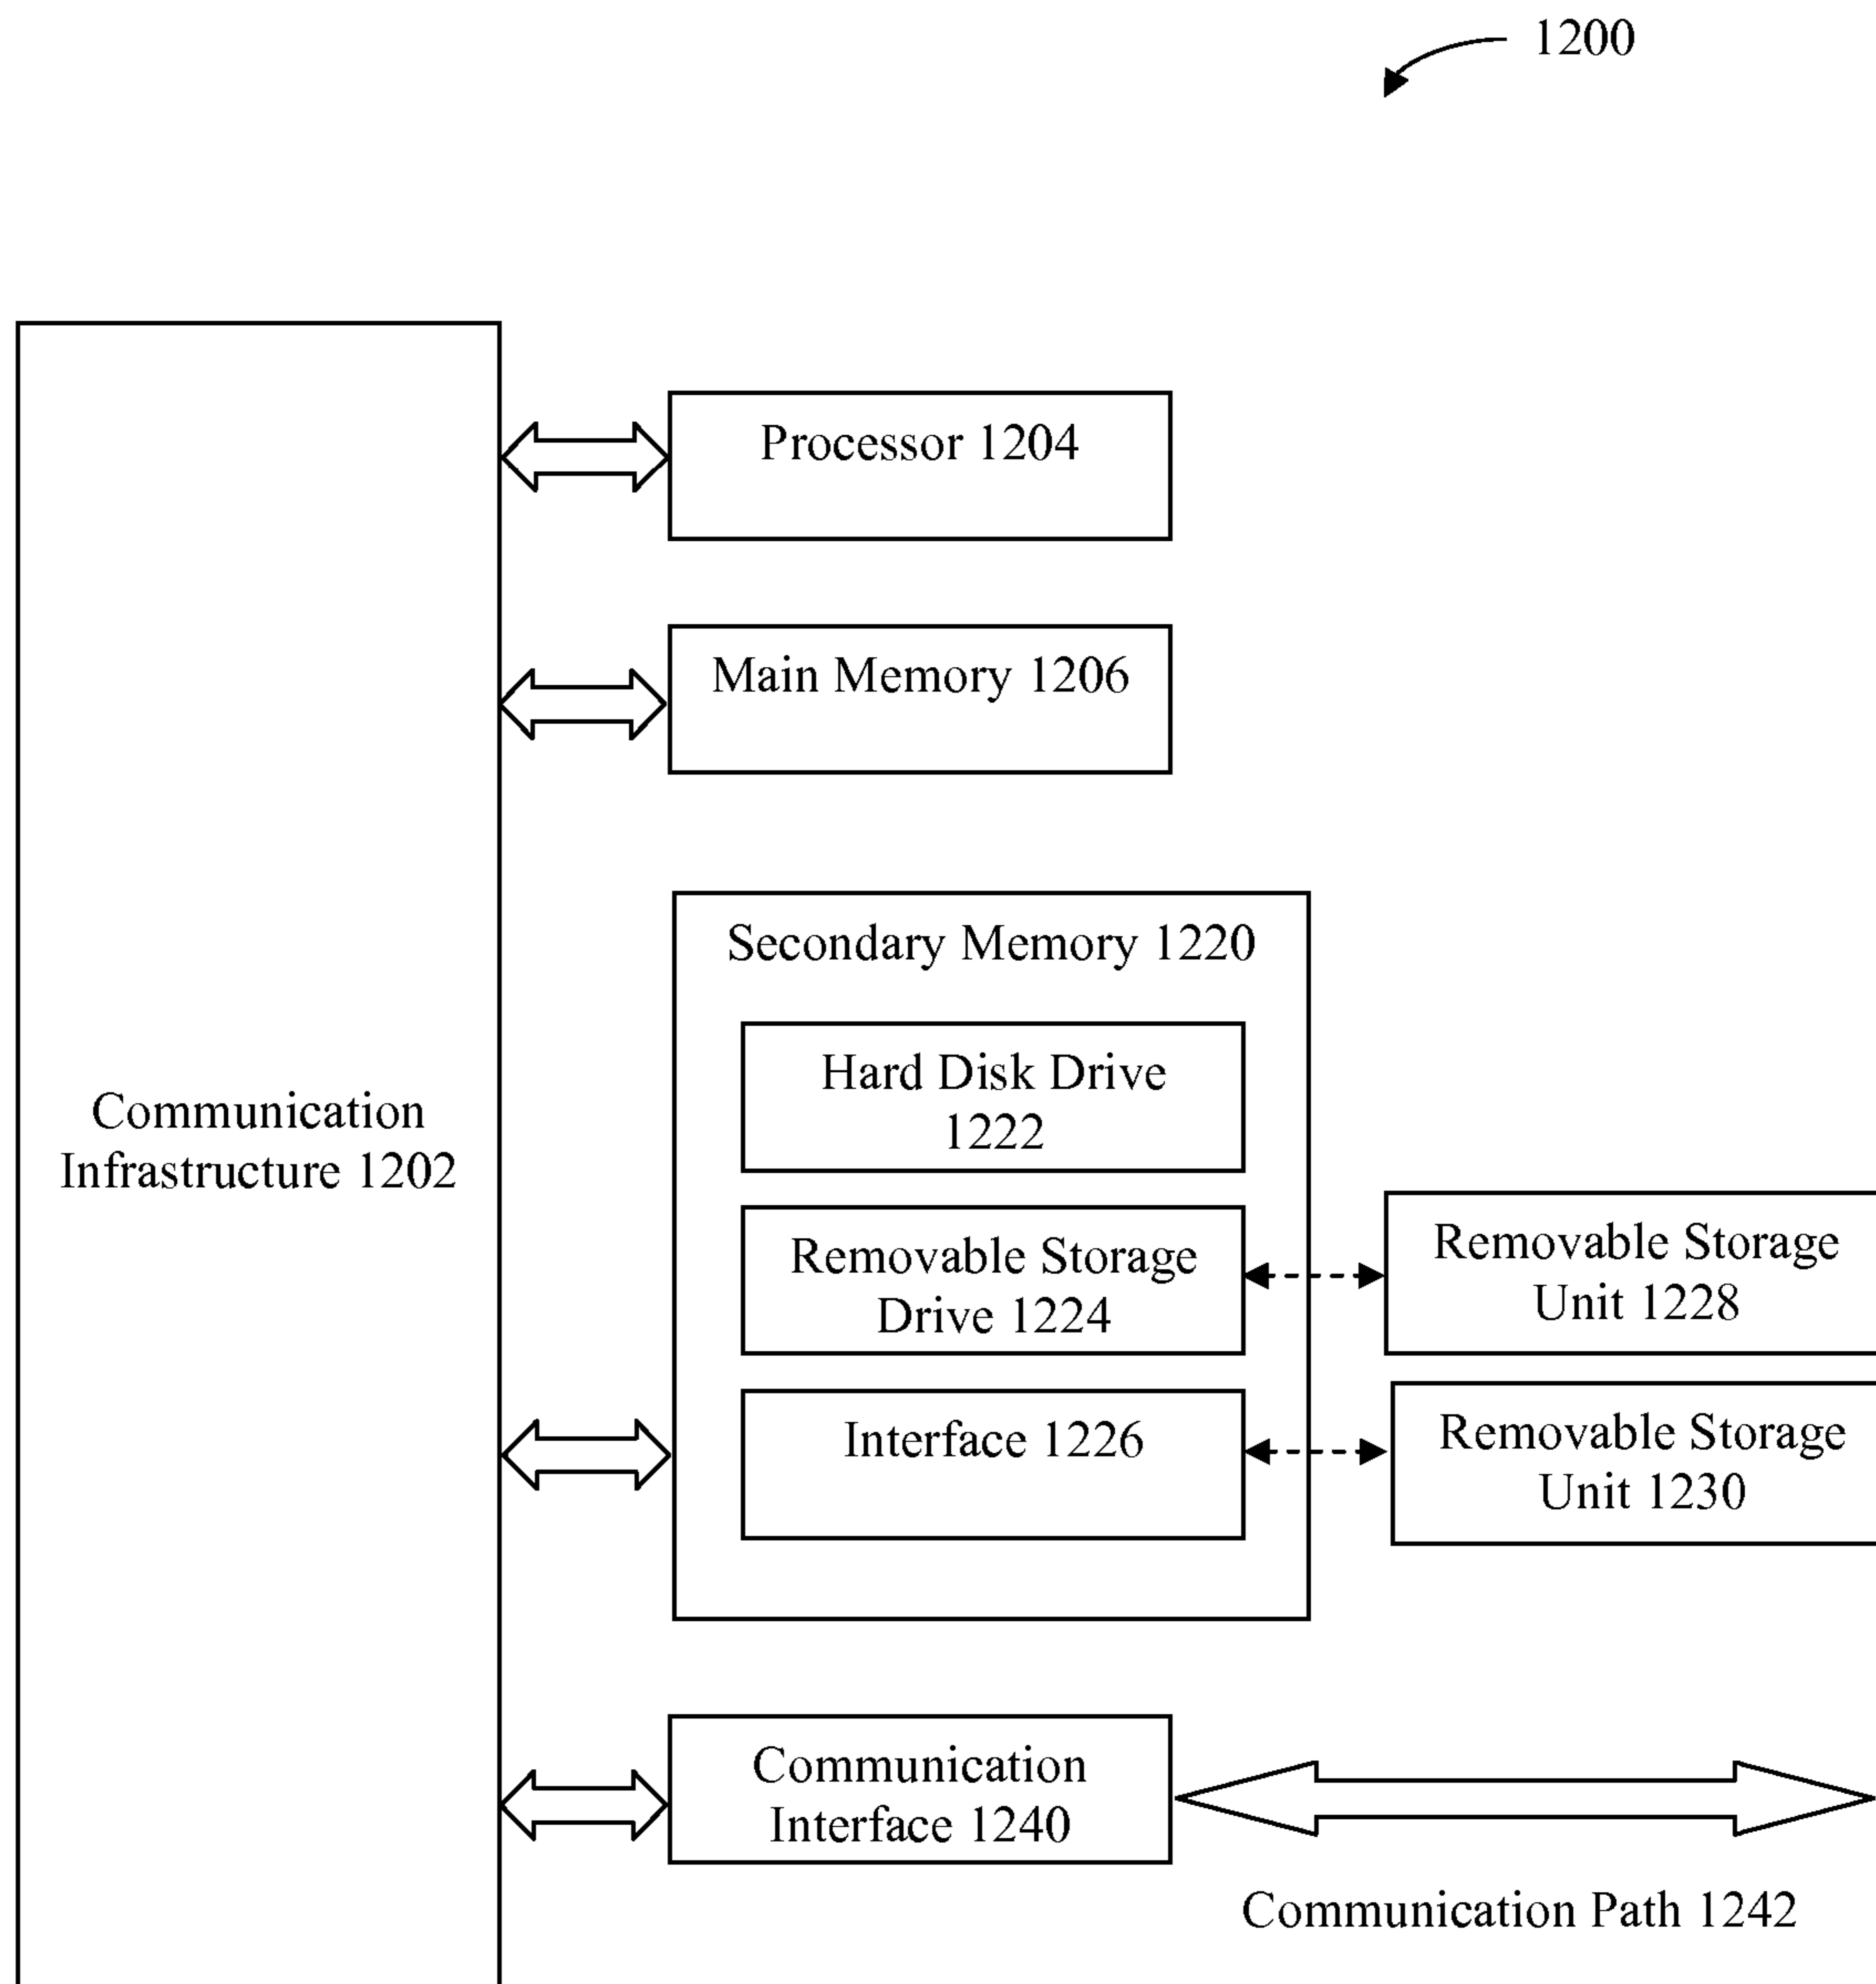 1200
Processor 1204
Main Memory 1206
Secondary Memory 1220
Hard Disk Drive
1222
Communication
Infrastructure 1202
Removable Storage
Drive 1224
Removable Storage
Unit 1228
Interface 1226
Removable Storage
Unit 1230
Communication
Interface 1240
Communication Path 1242